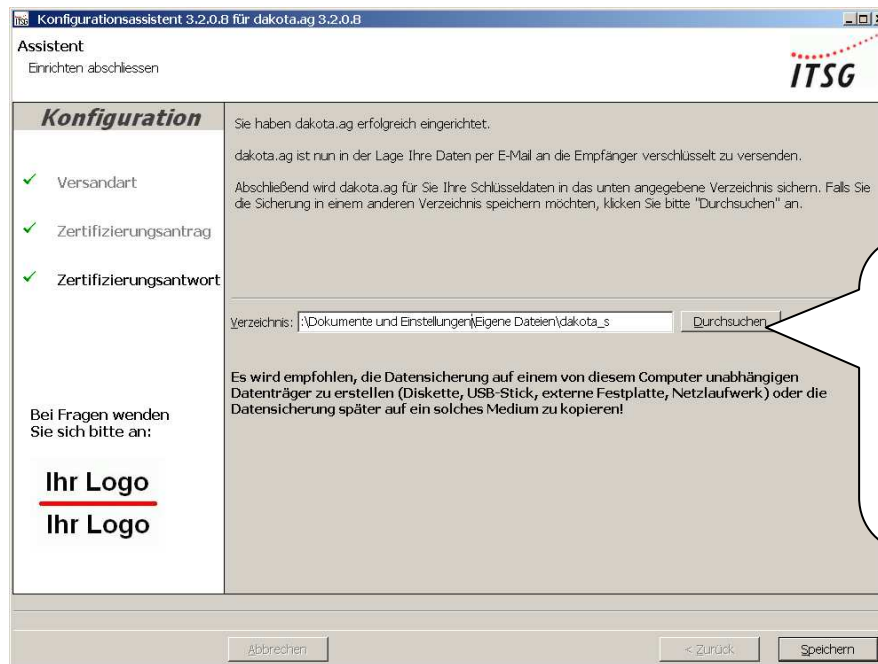 Konfigurationsassistent 3.2.0.8 für dakota.ag 3.2.0.8
Assistent
Einrichten abschliessen
ITSG
Konfiguration
Versandart
Zertifizierungsantrag
Zertifizierungsantwort
Bei Fragen wenden
Sie sich bitte an:
Ihr Logo
Ihr Logo
Sie haben dakota.ag erfolgreich eingerichtet.
dakota.ag ist nun in der Lage Ihre Daten per E-Mail an die Empfänger verschlüsselt zu versenden.
Abschließend wird dakota.ag für Sie Ihre Schlüsseldaten in das unten angegebene Verzeichnis sichern. Falls Sie
die Sicherung in einem anderen Verzeichnis speichern möchten, klicken Sie bitte "Durchsuchen" an.
Verzeichnis: :\Dokumente und Einstellungen\Eigene Dateien\dakota_s Durchsuchen
Es wird empfohlen, die Datensicherung auf einem von diesem Computer unabhängigen
Datenträger zu erstellen (Diskette, USB-Stick, externe Festplatte, Netzlaufwerk) oder die
Datensicherung später auf ein solches Medium zu kopieren!
Abbrechen < Zurück Speichern